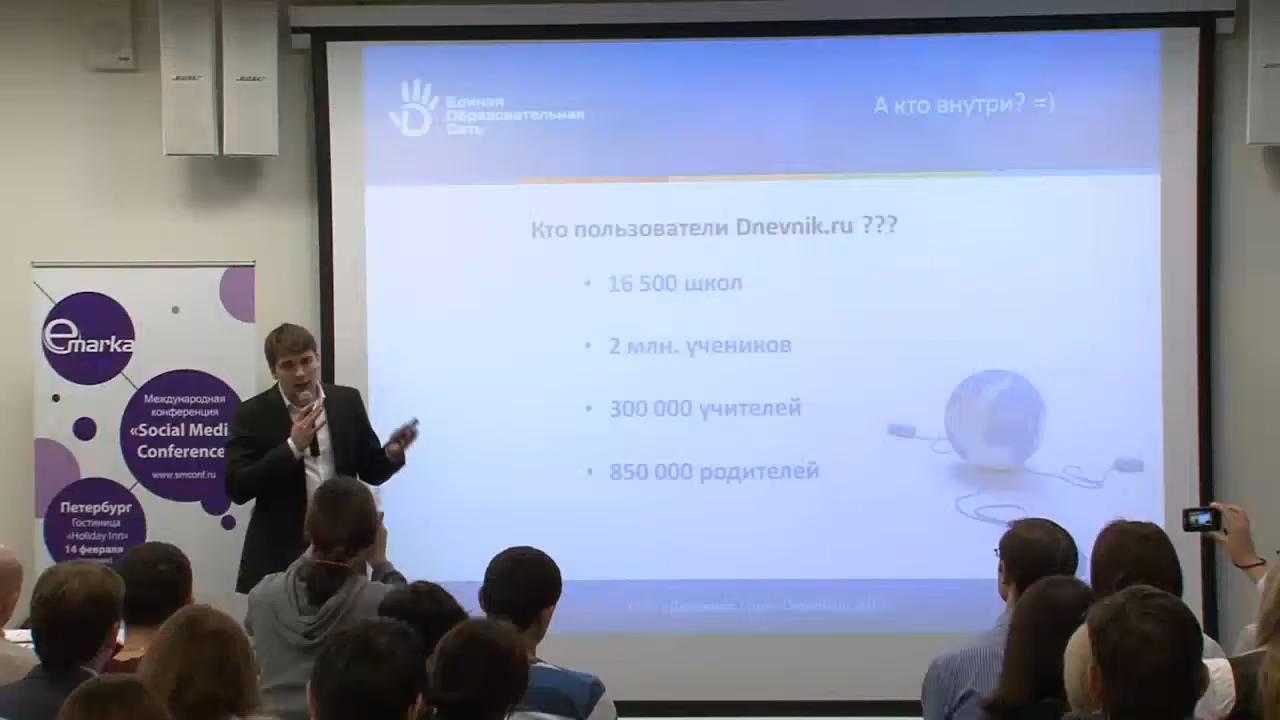 BOSE
BOSE
Единая
Образовательная
Сеть
А кто внутри? =)
Кто пользователи Dnevnik.ru ???
• 16 500 школ
• 2 млн. учеников
• 300 000 учителей
• 850 000 родителей
emarka
Международная
конференция
«Social Medi
Conference
www.smconf.ru
Петербург
Гостиница
«Holiday Inn»
14 февраля